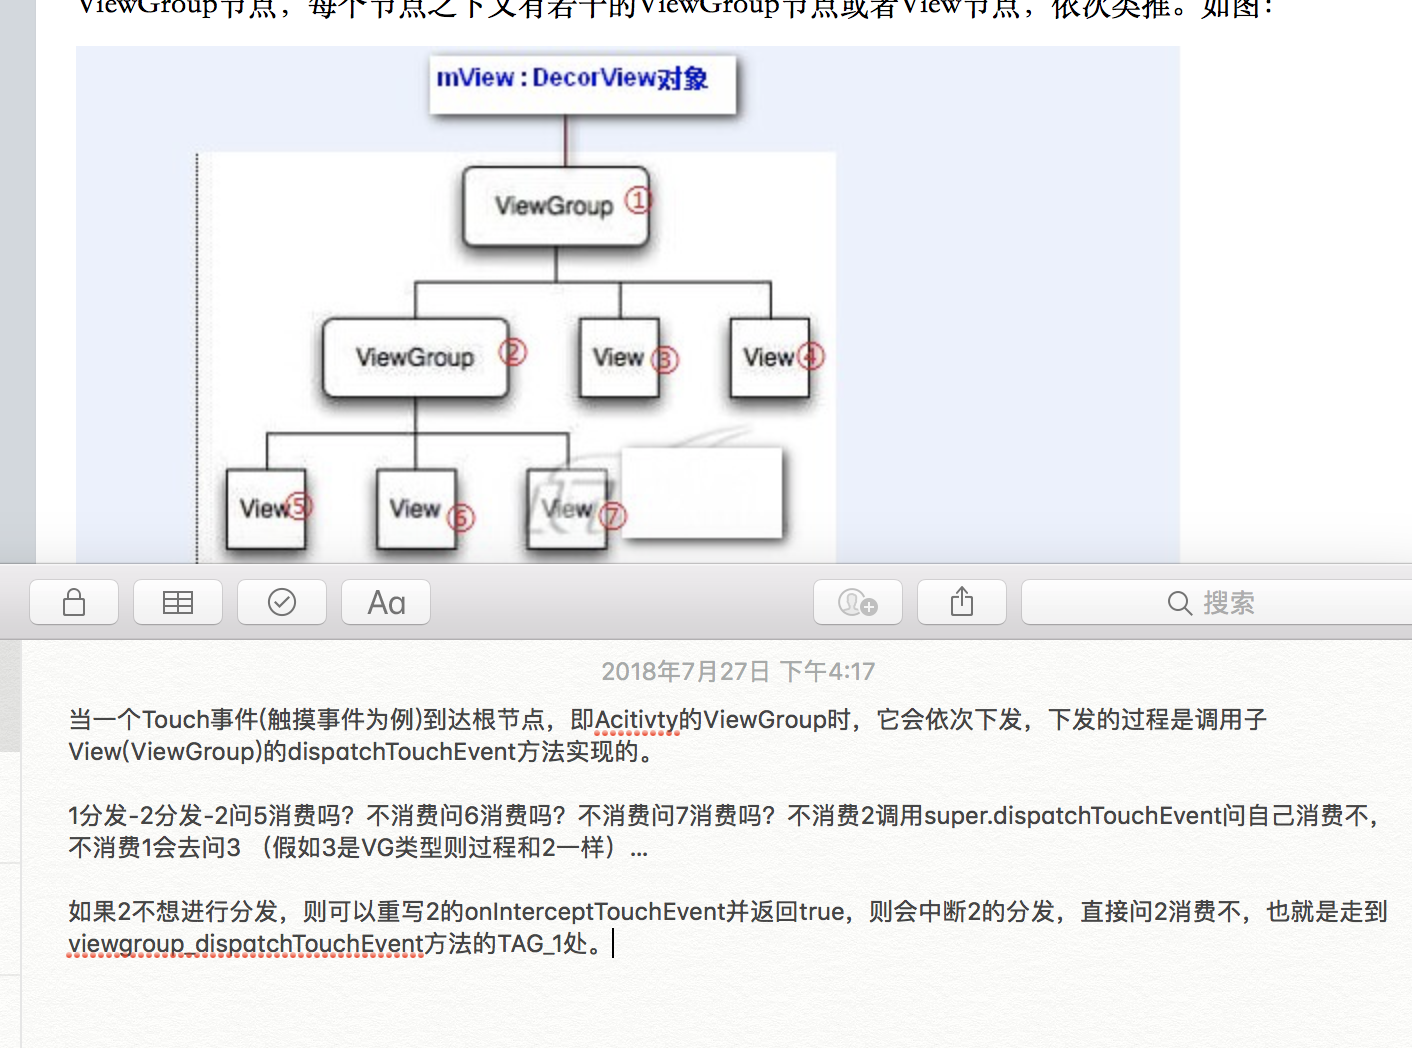 ViewGroup节点，每个节点之下又有若干的ViewGroup节点或者View节点，依次类推。如图：
mView : DecorView对象
ViewGroup ①
ViewGroup ② View ③ View ④
View ⑤ View ⑥ View ⑦
Aa 搜索
2018年7月27日 下午4:17
当一个Touch事件(触摸事件为例)到达根节点，即Acitivty的ViewGroup时，它会依次下发，下发的过程是调用子
View(ViewGroup)的dispatchTouchEvent方法实现的。
1分发-2分发-2问5消费吗？不消费问6消费吗？不消费问7消费吗？不消费2调用super.dispatchTouchEvent问自己消费不，
不消费1会去问3 （假如3是VG类型则过程和2一样）...
如果2不想进行分发，则可以重写2的onInterceptTouchEvent并返回true，则会中断2的分发，直接问2消费不，也就是走到
viewgroup_dispatchTouchEvent方法的TAG_1处。